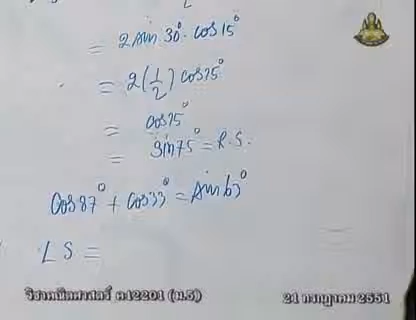 = 2 sin 30° · cos 15°
= 2(1/2) cos 15°
= cos 15°
= sin 75° = R.S.
cos 87° + cos 33° = sin 63°
LS =
วิชาคณิตศาสตร์ ค42201 (ม.5)
21 กรกฎาคม 2551